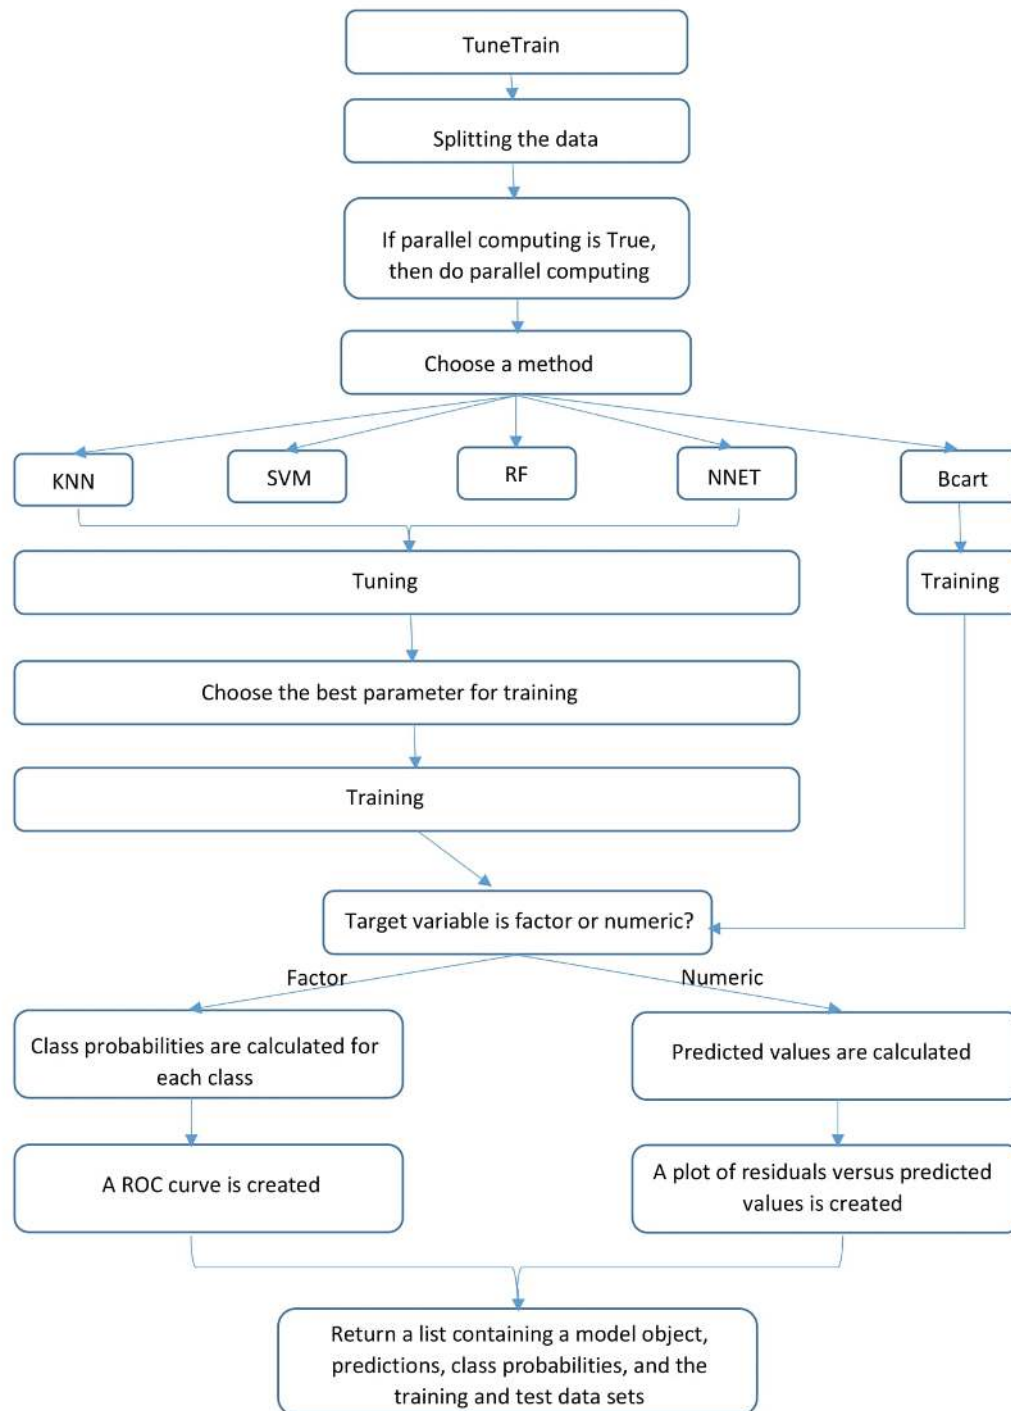 TuneTrain
Splitting the data
If parallel computing is True,
then do parallel computing
Choose a method
KNN
SVM
RF
NNET
Bcart
Tuning
Training
Choose the best parameter for training
Training
Target variable is factor or numeric?
Factor
Numeric
Class probabilities are calculated for
each class
Predicted values are calculated
A ROC curve is created
A plot of residuals versus predicted
values is created
Return a list containing a model object,
predictions, class probabilities, and the
training and test data sets